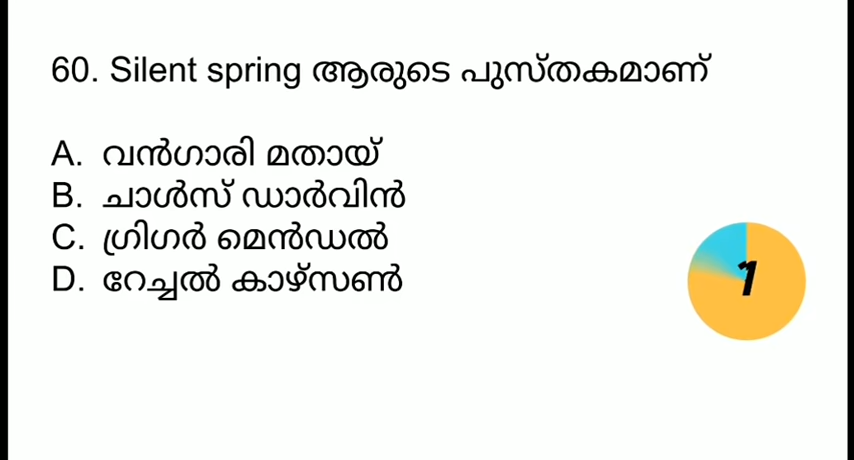 60. Silent spring ആരുടെ പുസ്തകമാണ്
A. വൻഗാരി മതായ്
B. ചാൾസ് ഡാർവിൻ
C. ഗ്രിഗർ മെൻഡൽ
D. റേച്ചൽ കാഴ്സൺ
1